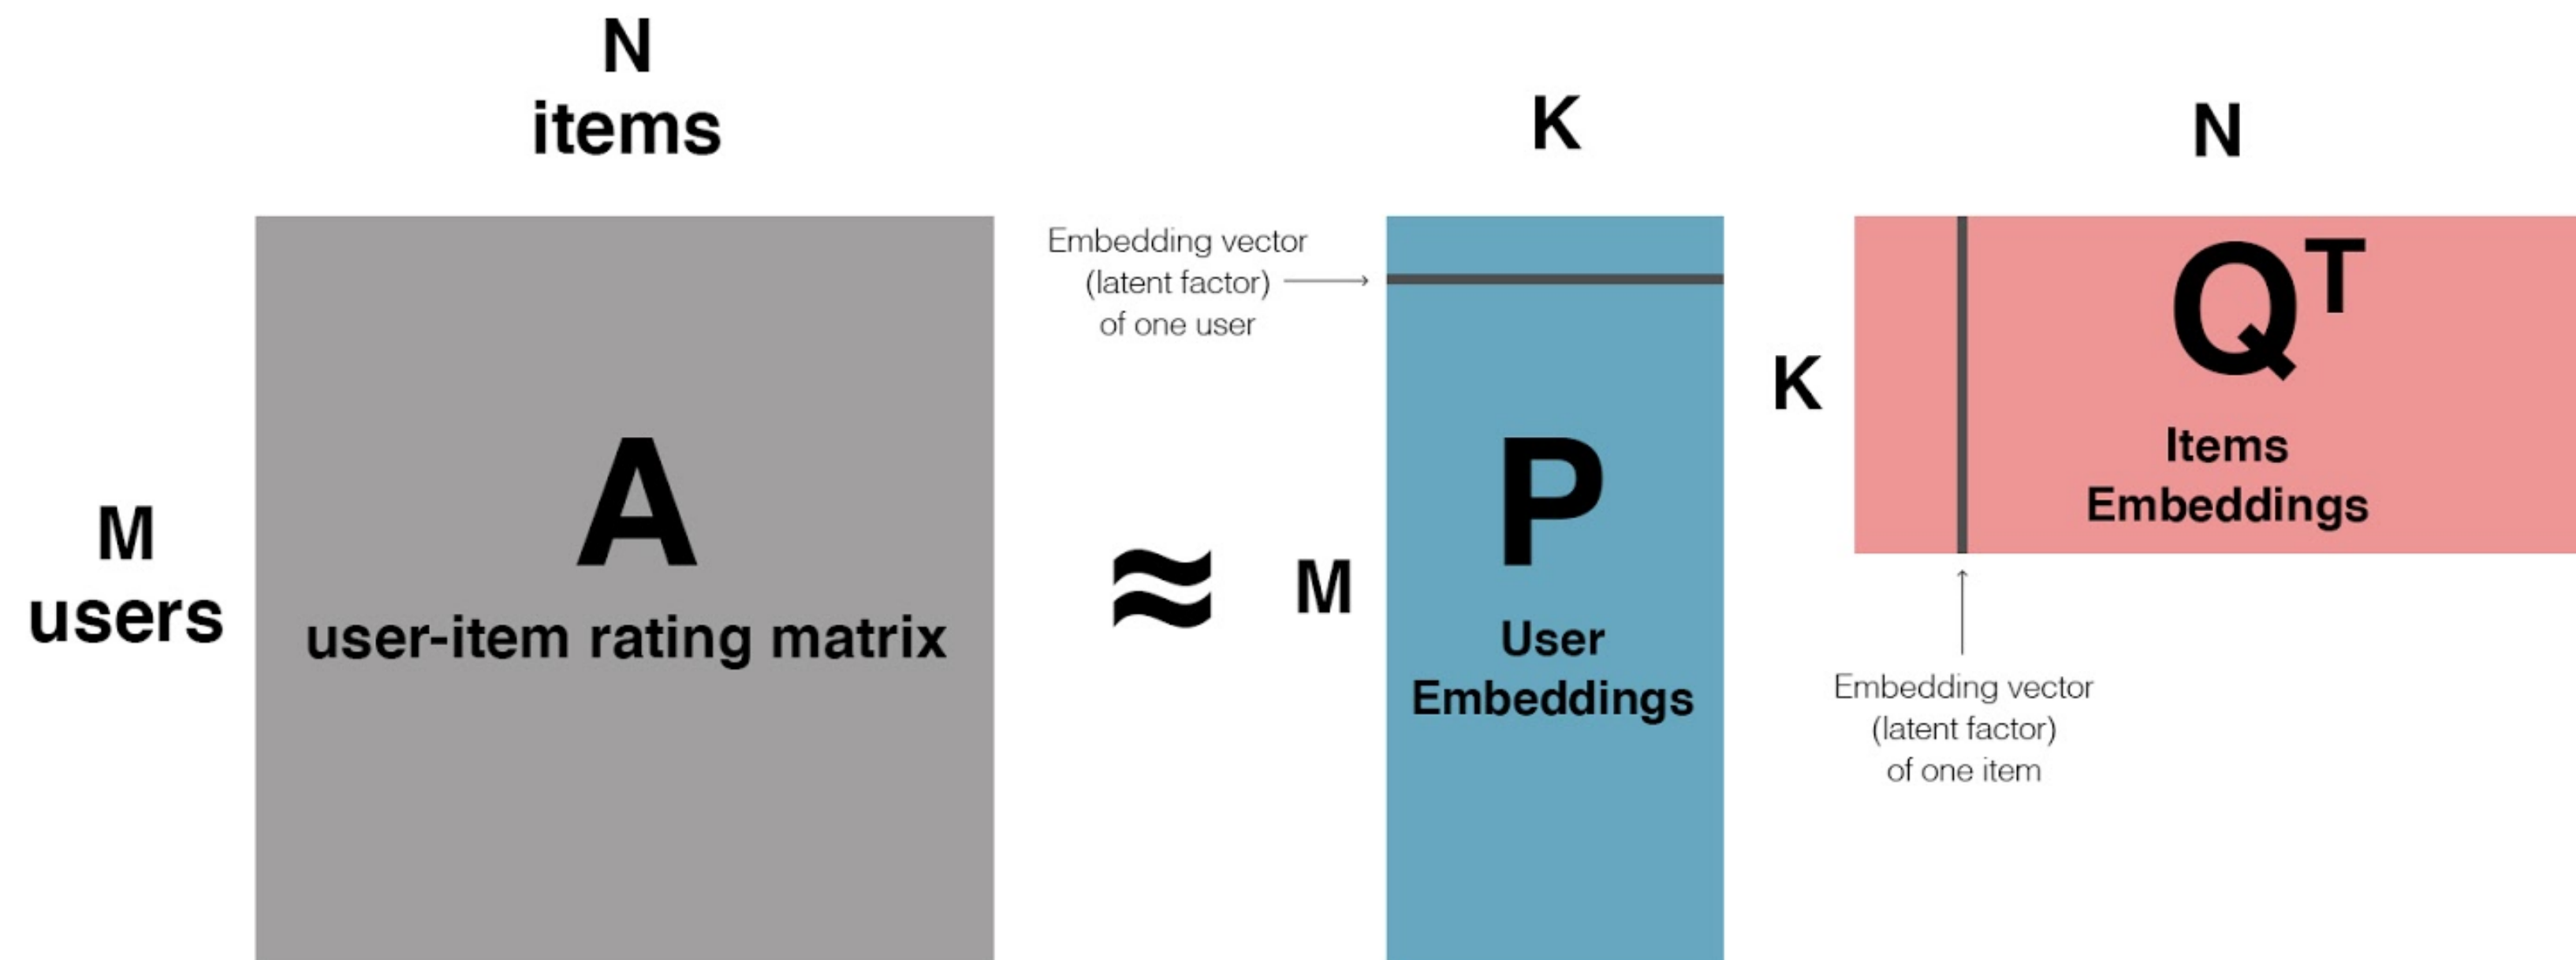 N
items
M
users
A
user-item rating matrix
≈
Embedding vector
(latent factor)
of one user
K
M
P
User
Embeddings
K
N
Qᵀ
Items
Embeddings
Embedding vector
(latent factor)
of one item